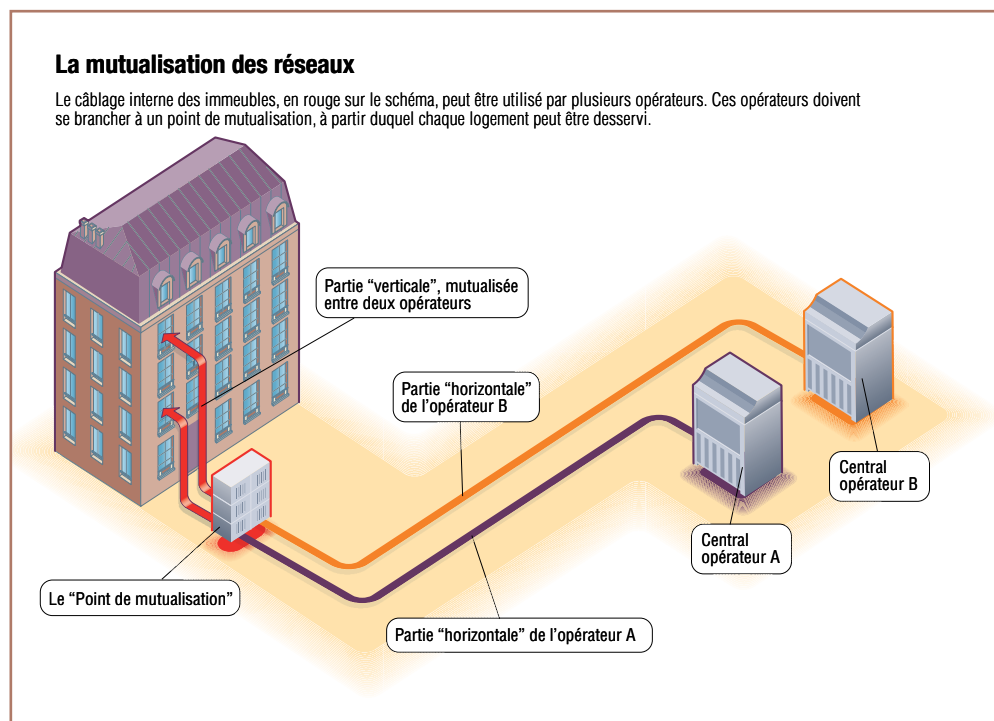 La mutualisation des réseaux
Le câblage interne des immeubles, en rouge sur le schéma, peut être utilisé par plusieurs opérateurs. Ces opérateurs doivent
se brancher à un point de mutualisation, à partir duquel chaque logement peut être desservi.
Partie “verticale”, mutualisée
entre deux opérateurs
Partie “horizontale”
de l’opérateur B
Central
opérateur B
Central
opérateur A
Le “Point de mutualisation”
Partie “horizontale” de l’opérateur A